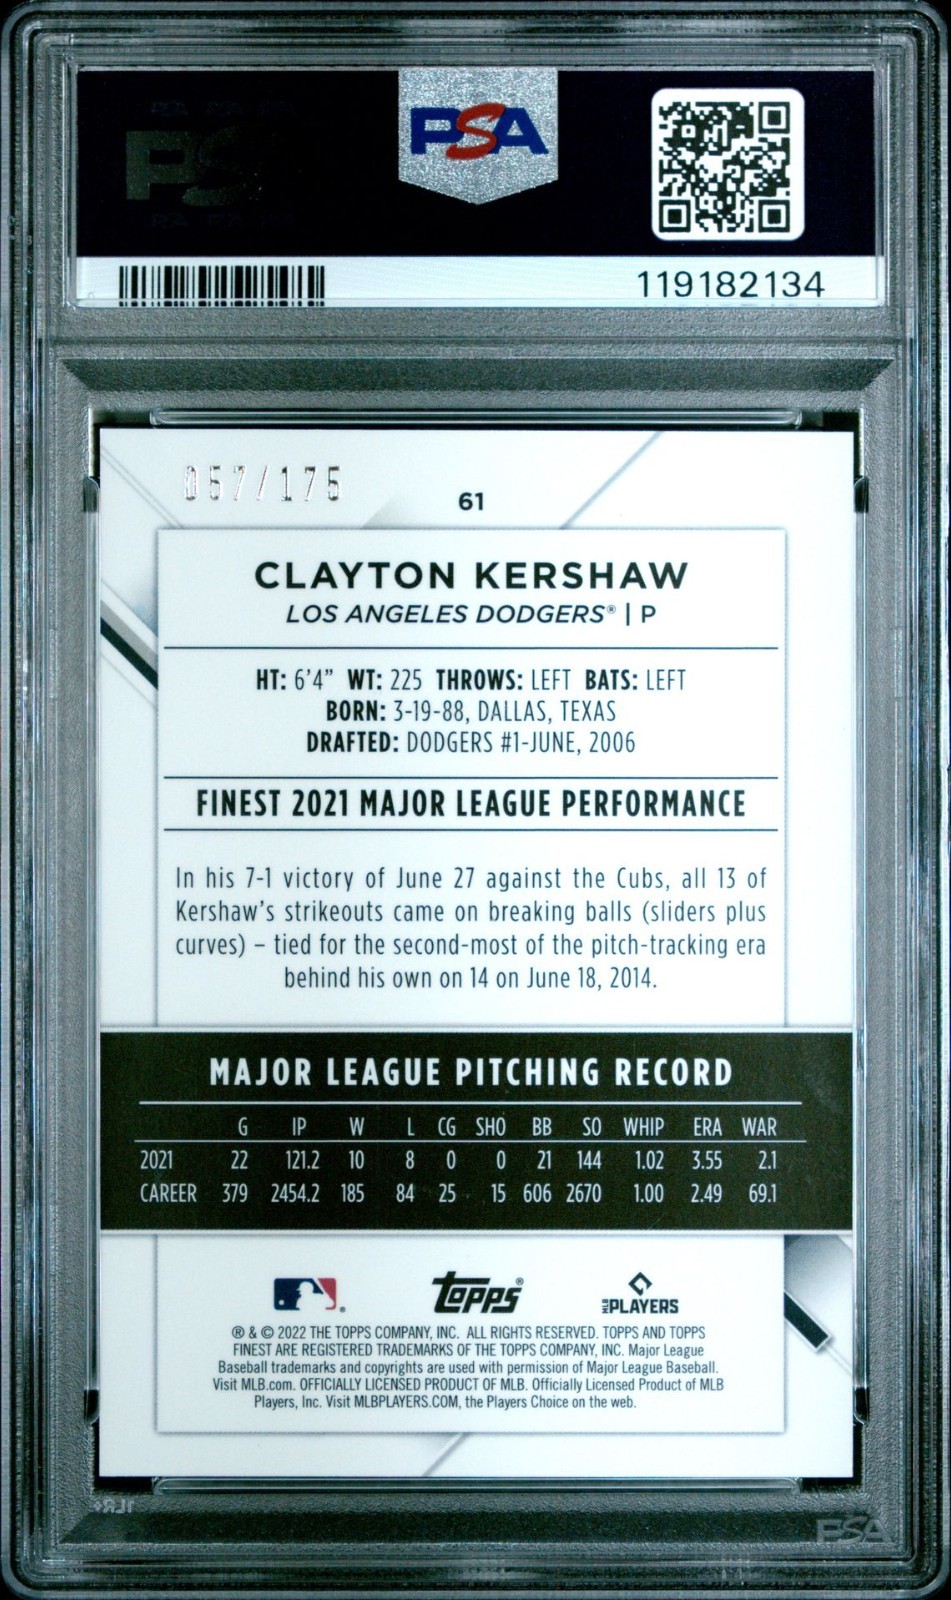 PSA
PSA
119182134
057/175
61
CLAYTON KERSHAW
LOS ANGELES DODGERS® | P
HT: 6'4” WT: 225 THROWS: LEFT BATS: LEFT
BORN: 3-19-88, DALLAS, TEXAS
DRAFTED: DODGERS #1-JUNE, 2006
FINEST 2021 MAJOR LEAGUE PERFORMANCE
In his 7-1 victory of June 27 against the Cubs, all 13 of
Kershaw's strikeouts came on breaking balls (sliders plus
curves) – tied for the second-most of the pitch-tracking era
behind his own on 14 on June 18, 2014.
MAJOR LEAGUE PITCHING RECORD
G IP W L CG SHO BB SO WHIP ERA WAR
2021 22 121.2 10 8 0 0 21 144 1.02 3.55 2.1
CAREER 379 2454.2 185 84 25 15 606 2670 1.00 2.49 69.1
topps® MLB PLAYERS
® & © 2022 THE TOPPS COMPANY, INC. ALL RIGHTS RESERVED. TOPPS AND TOPPS
FINEST ARE REGISTERED TRADEMARKS OF THE TOPPS COMPANY, INC. Major League
Baseball trademarks and copyrights are used with permission of Major League Baseball.
Visit MLB.com. OFFICIALLY LICENSED PRODUCT OF MLB. Officially Licensed Product of MLB
Players, Inc. Visit MLBPLAYERS.COM, the Players Choice on the web.
PSA